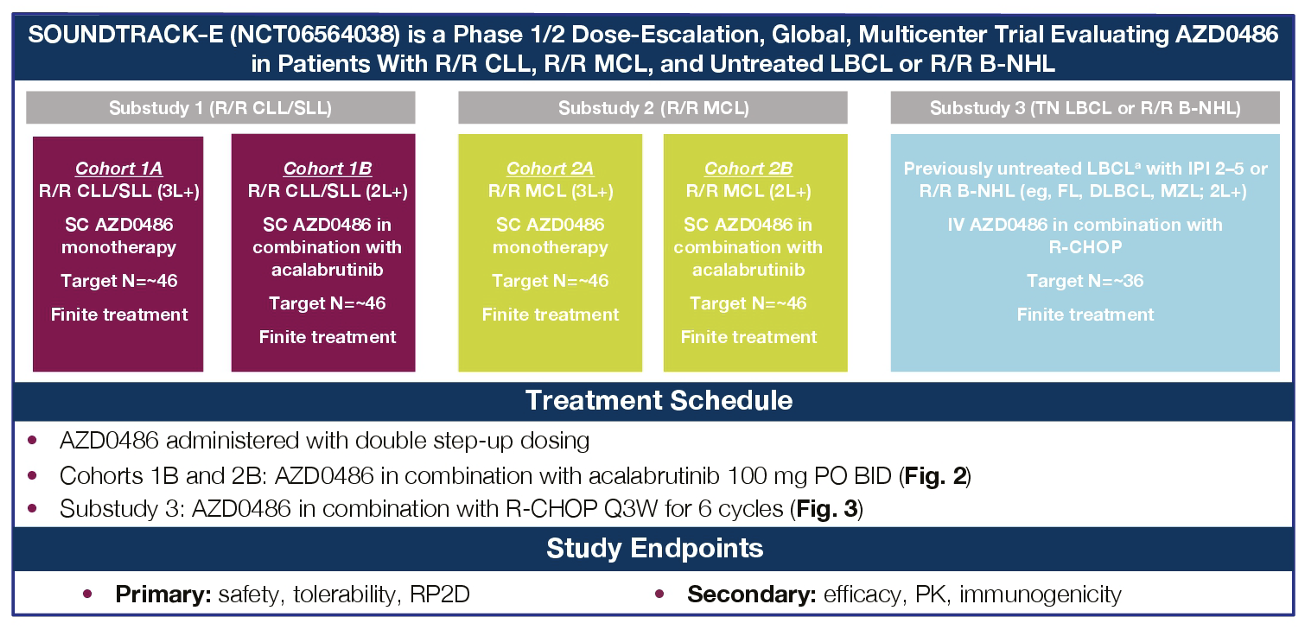 SOUNDTRACK-E (NCT06564038) is a Phase 1/2 Dose-Escalation, Global, Multicenter Trial Evaluating AZD0486
in Patients With R/R CLL, R/R MCL, and Untreated LBCL or R/R B-NHL
Substudy 1 (R/R CLL/SLL)
Cohort 1A
R/R CLL/SLL (3L+)
SC AZD0486
monotherapy
Target N=~46
Finite treatment
Cohort 1B
R/R CLL/SLL (2L+)
SC AZD0486 in
combination with
acalabrutinib
Target N=~46
Finite treatment
Substudy 2 (R/R MCL)
Cohort 2A
R/R MCL (3L+)
SC AZD0486
monotherapy
Target N=~46
Finite treatment
Cohort 2B
R/R MCL (2L+)
SC AZD0486 in
combination with
acalabrutinib
Target N=~46
Finite treatment
Substudy 3 (TN LBCL or R/R B-NHL)
Previously untreated LBCLᵃ with IPI 2–5 or
R/R B-NHL (eg, FL, DLBCL, MZL; 2L+)
IV AZD0486 in combination with
R-CHOP
Target N=~36
Finite treatment
Treatment Schedule
• AZD0486 administered with double step-up dosing
• Cohorts 1B and 2B: AZD0486 in combination with acalabrutinib 100 mg PO BID (Fig. 2)
• Substudy 3: AZD0486 in combination with R-CHOP Q3W for 6 cycles (Fig. 3)
Study Endpoints
• Primary: safety, tolerability, RP2D
• Secondary: efficacy, PK, immunogenicity